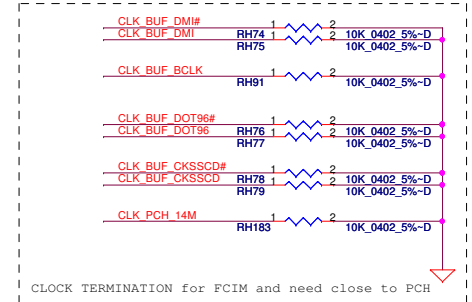 CLK_BUF_DMI# 1 2
CLK_BUF_DMI RH74 1 2 10K_0402_5%~D
RH75 10K_0402_5%~D
CLK_BUF_BCLK 1 2
RH91 10K_0402_5%~D
CLK_BUF_DOT96# 1 2
CLK_BUF_DOT96 RH76 1 2 10K_0402_5%~D
RH77 10K_0402_5%~D
CLK_BUF_CKSSCD# 1 2
CLK_BUF_CKSSCD RH78 1 2 10K_0402_5%~D
RH79 10K_0402_5%~D
CLK_PCH_14M 1 2
RH183 10K_0402_5%~D
CLOCK TERMINATION for FCIM and need close to PCH